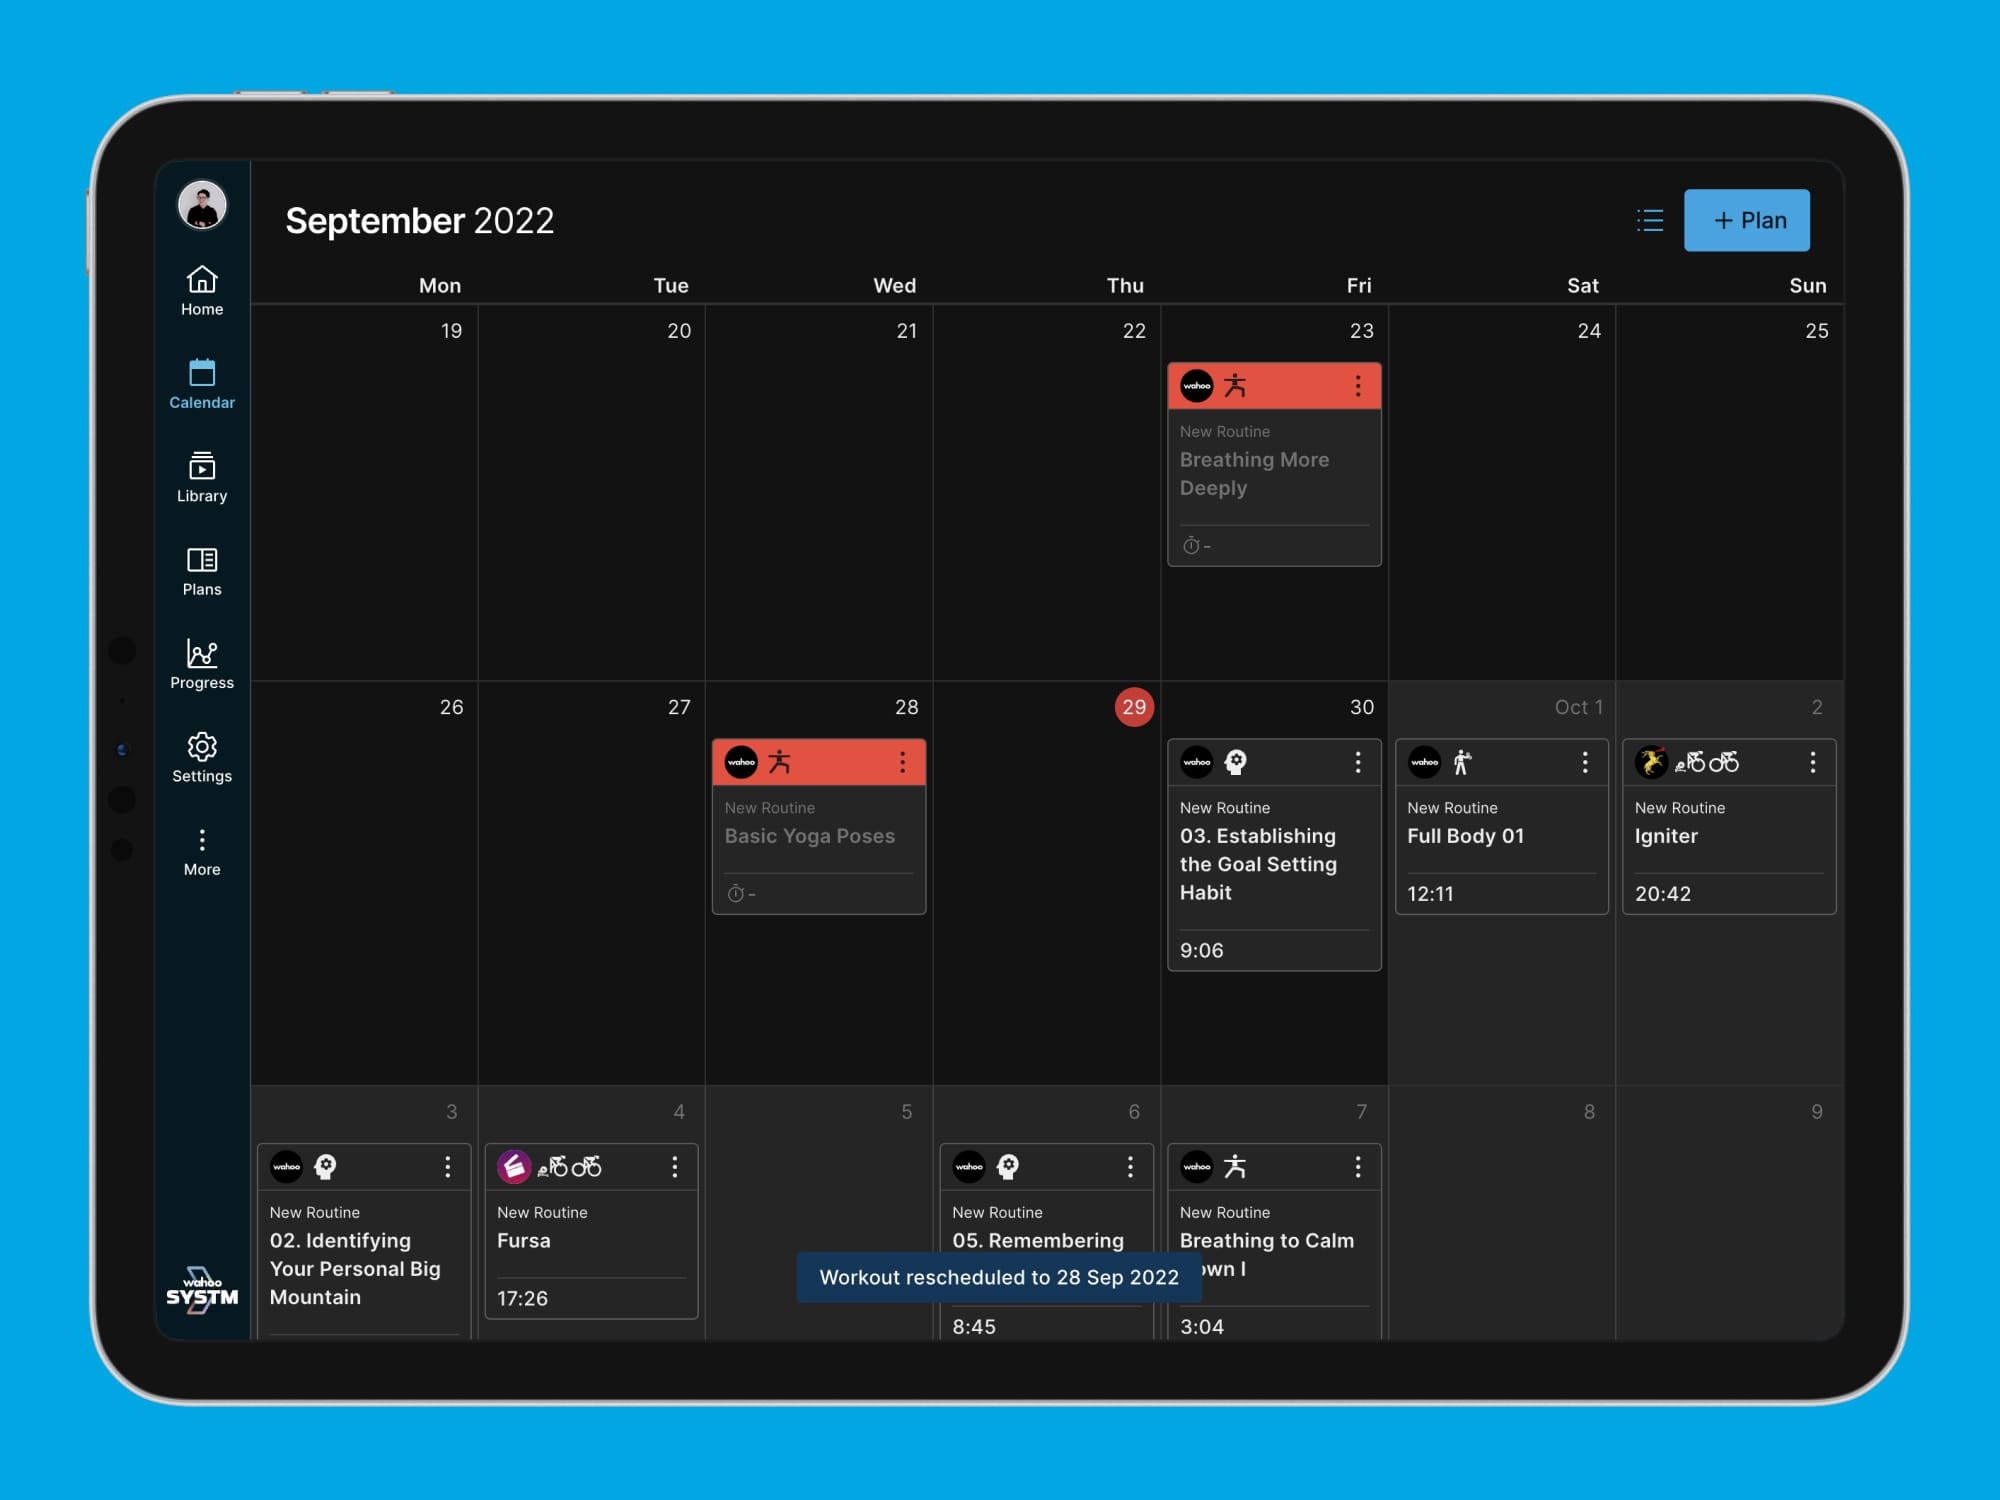 September 2022
+ Plan
Mon Tue Wed Thu Fri Sat Sun
Home
Calendar
Library
Plans
Progress
Settings
More
wahoo
SYSTM
19 20 21 22 23 24 25
wahoo
New Routine
Breathing More
Deeply
-
26 27 28 29 30 Oct 1 2
wahoo
New Routine
Basic Yoga Poses
-
wahoo
New Routine
03. Establishing
the Goal Setting
Habit
9:06
wahoo
New Routine
Full Body 01
12:11
New Routine
Igniter
20:42
3 4 5 6 7 8 9
wahoo
New Routine
02. Identifying
Your Personal Big
Mountain
New Routine
Fursa
17:26
wahoo
New Routine
05. Remembering
8:45
wahoo
New Routine
Breathing to Calm
own I
3:04
Workout rescheduled to 28 Sep 2022